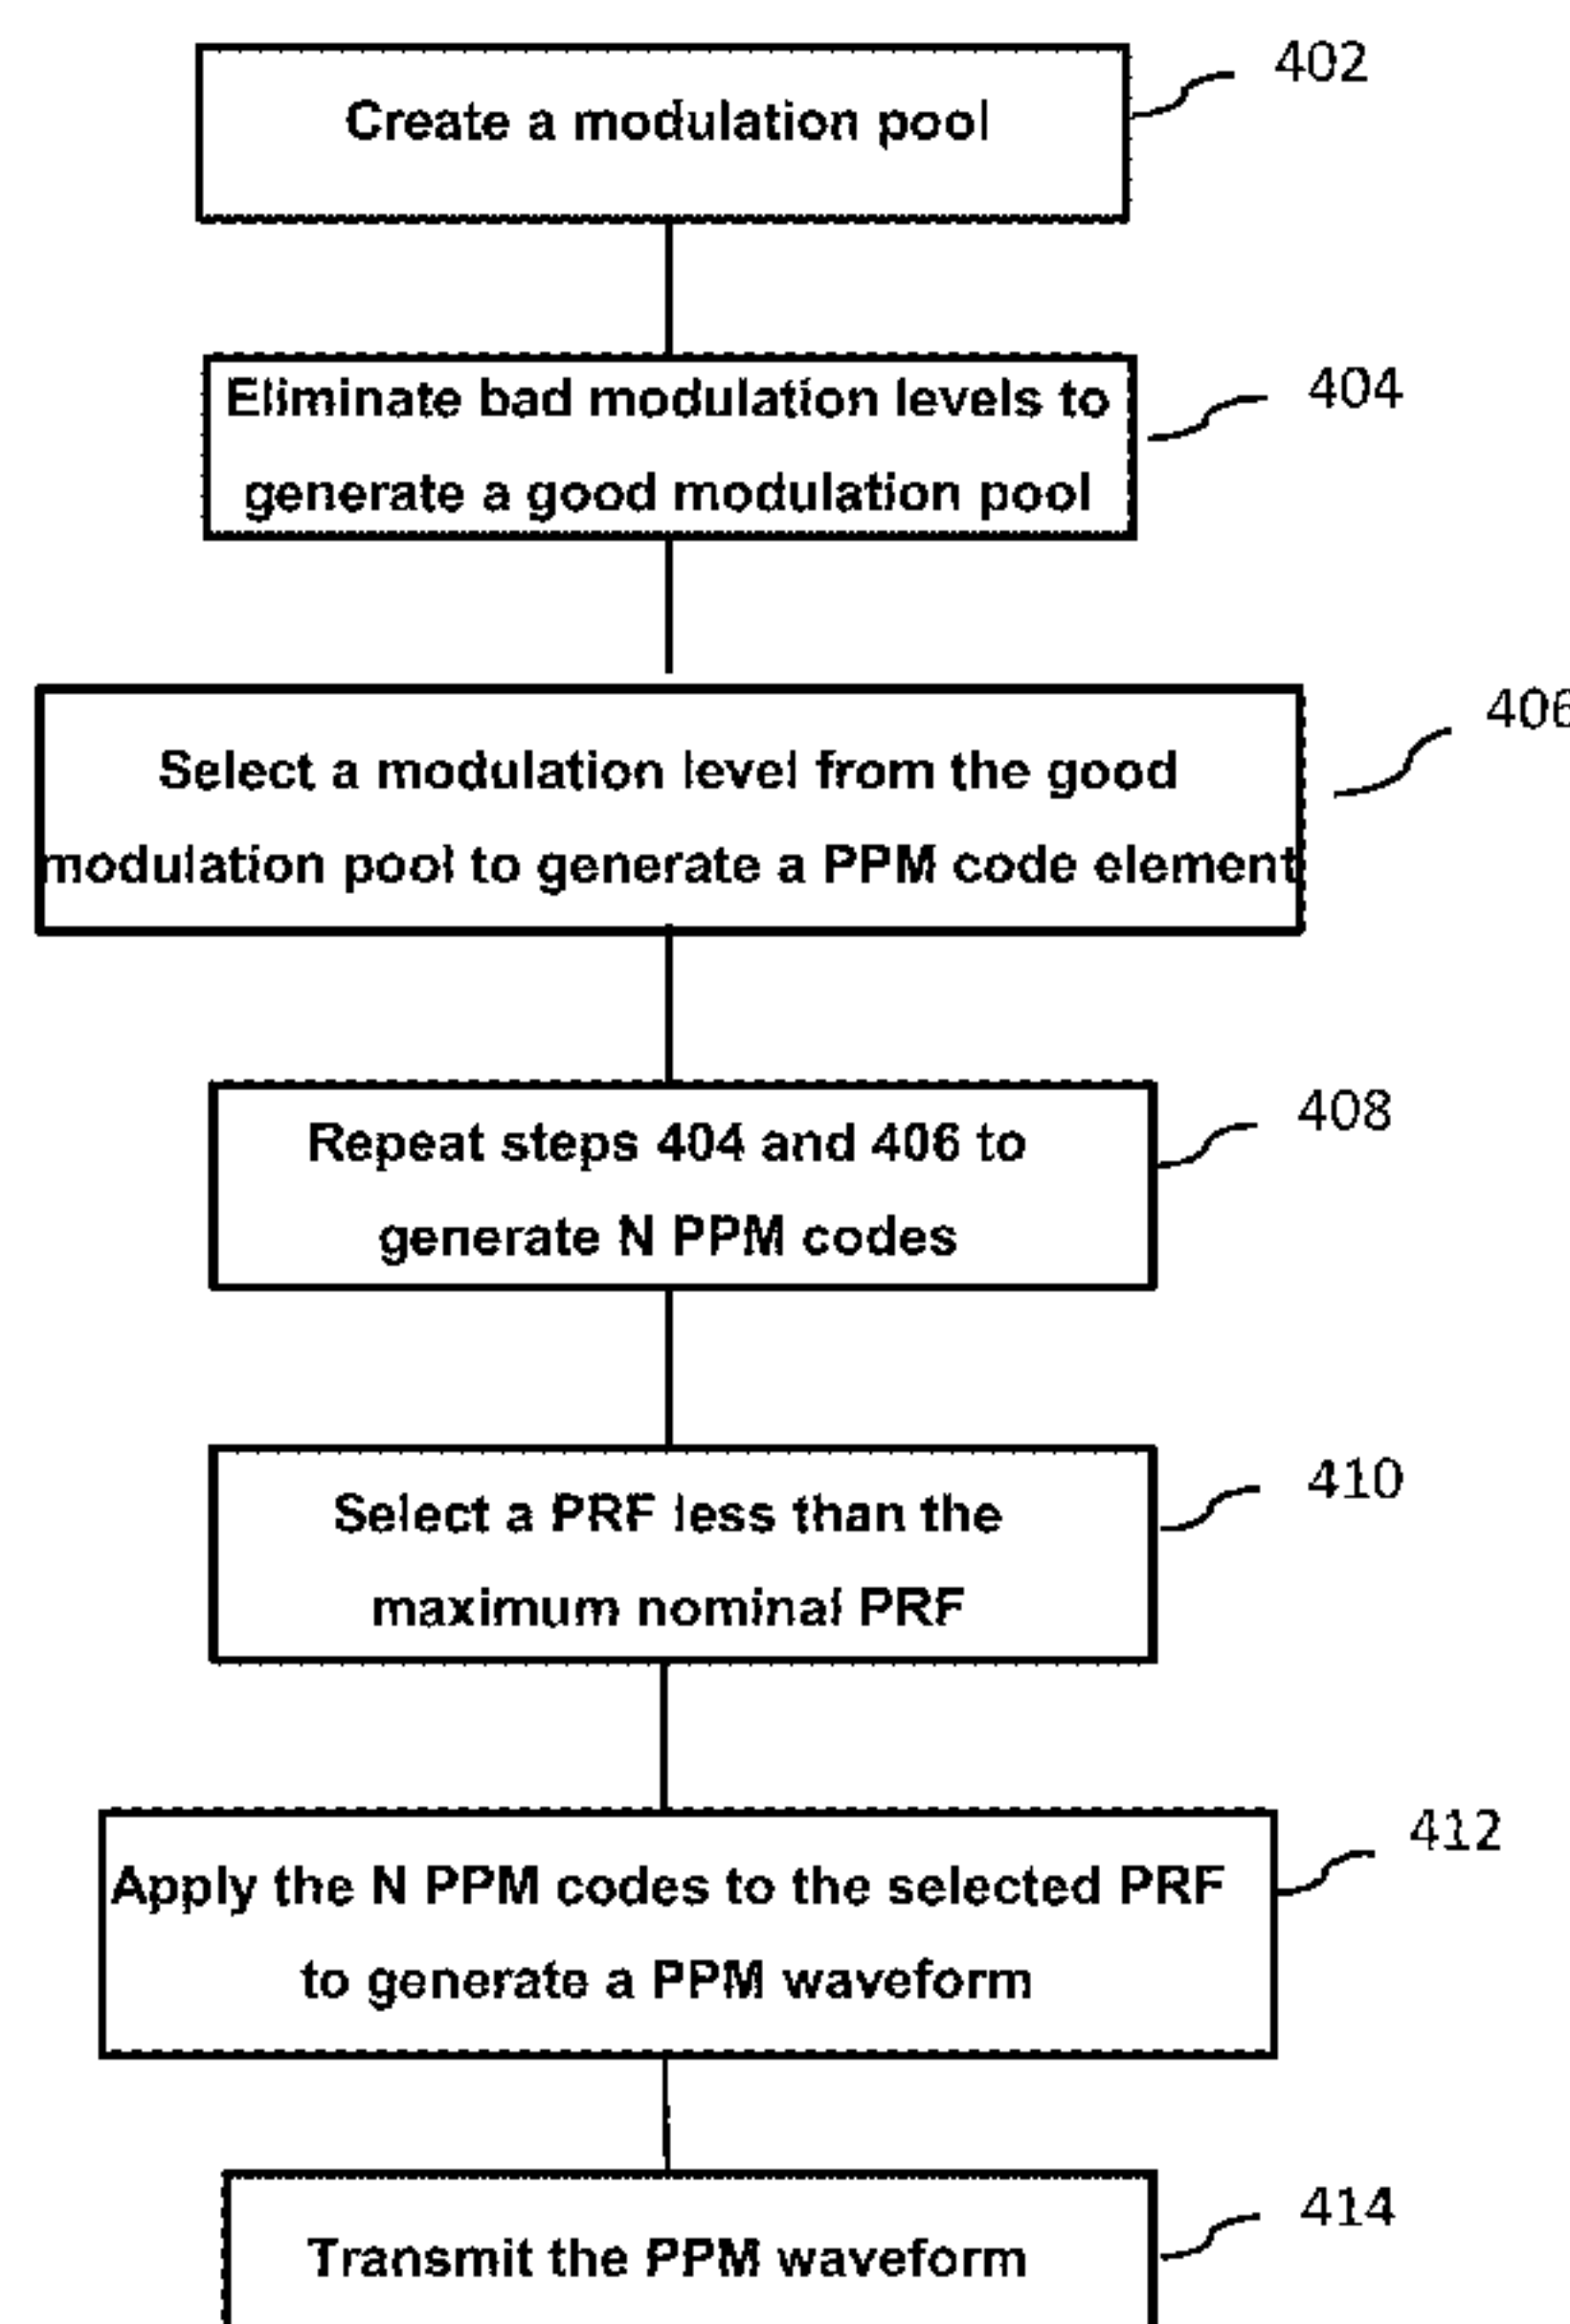 Create a modulation pool
402
Eliminate bad modulation levels to
generate a good modulation pool
404
Select a modulation level from the good
modulation pool to generate a PPM code element
406
Repeat steps 404 and 406 to
generate N PPM codes
408
Select a PRF less than the
maximum nominal PRF
410
Apply the N PPM codes to the selected PRF
to generate a PPM waveform
412
Transmit the PPM waveform
414